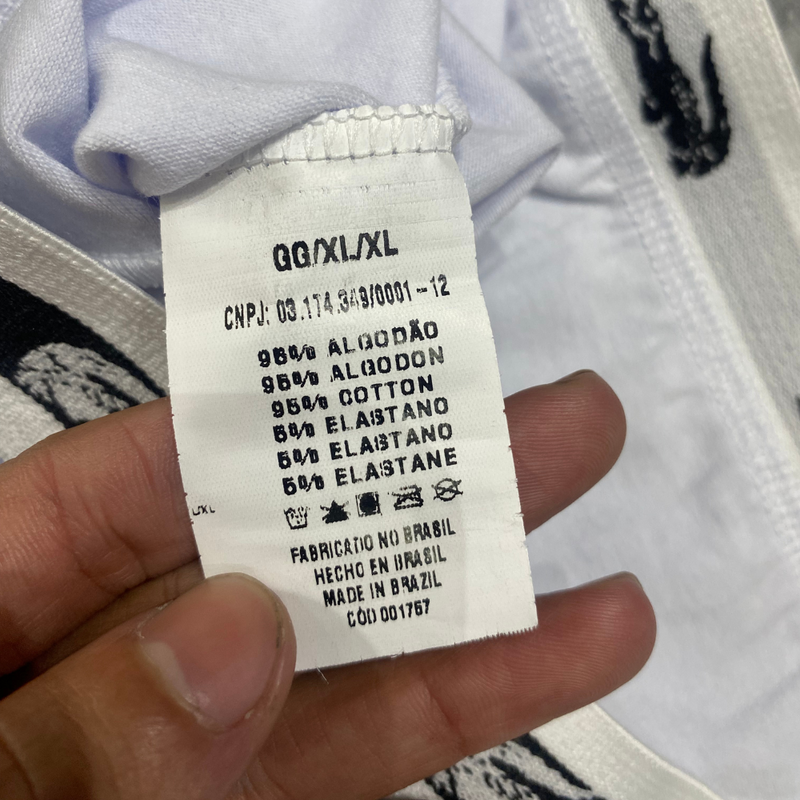 GG/XL/XL
CNPJ: 03.174.349/0001-12
95% ALGODÃO
95% ALGODON
95% COTTON
5% ELASTANO
5% ELASTANO
5% ELASTANE
FABRICATIO NO BRASIL
HECHO EN BRASIL
MADE IN BRAZIL
CÓD 001757